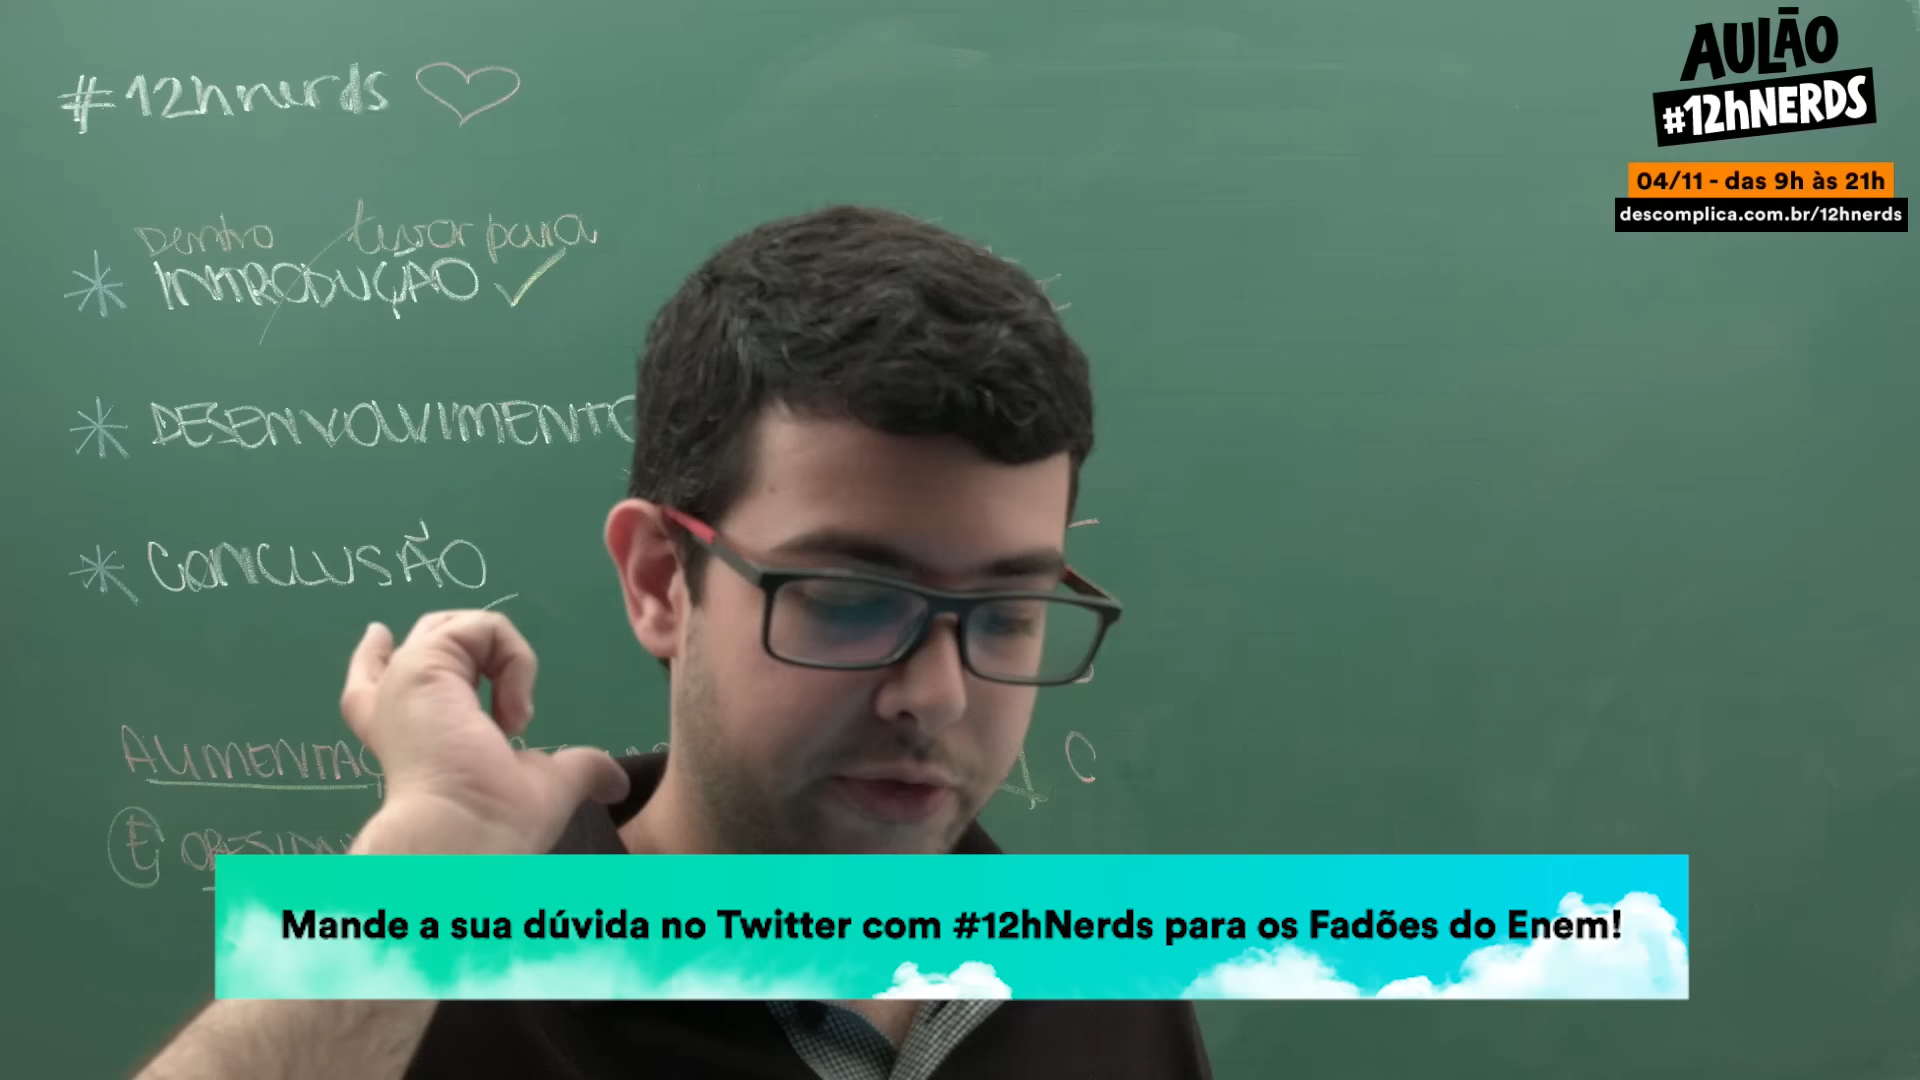 #12hnerds
AULÃO
#12hNERDS
04/11 - das 9h às 21h
descomplica.com.br/12hnerds
Dentro tirar para
* INTRODUÇÃO
* DESENVOLVIMENTO
* CONCLUSÃO
E
Mande a sua dúvida no Twitter com #12hNerds para os Fadões do Enem!